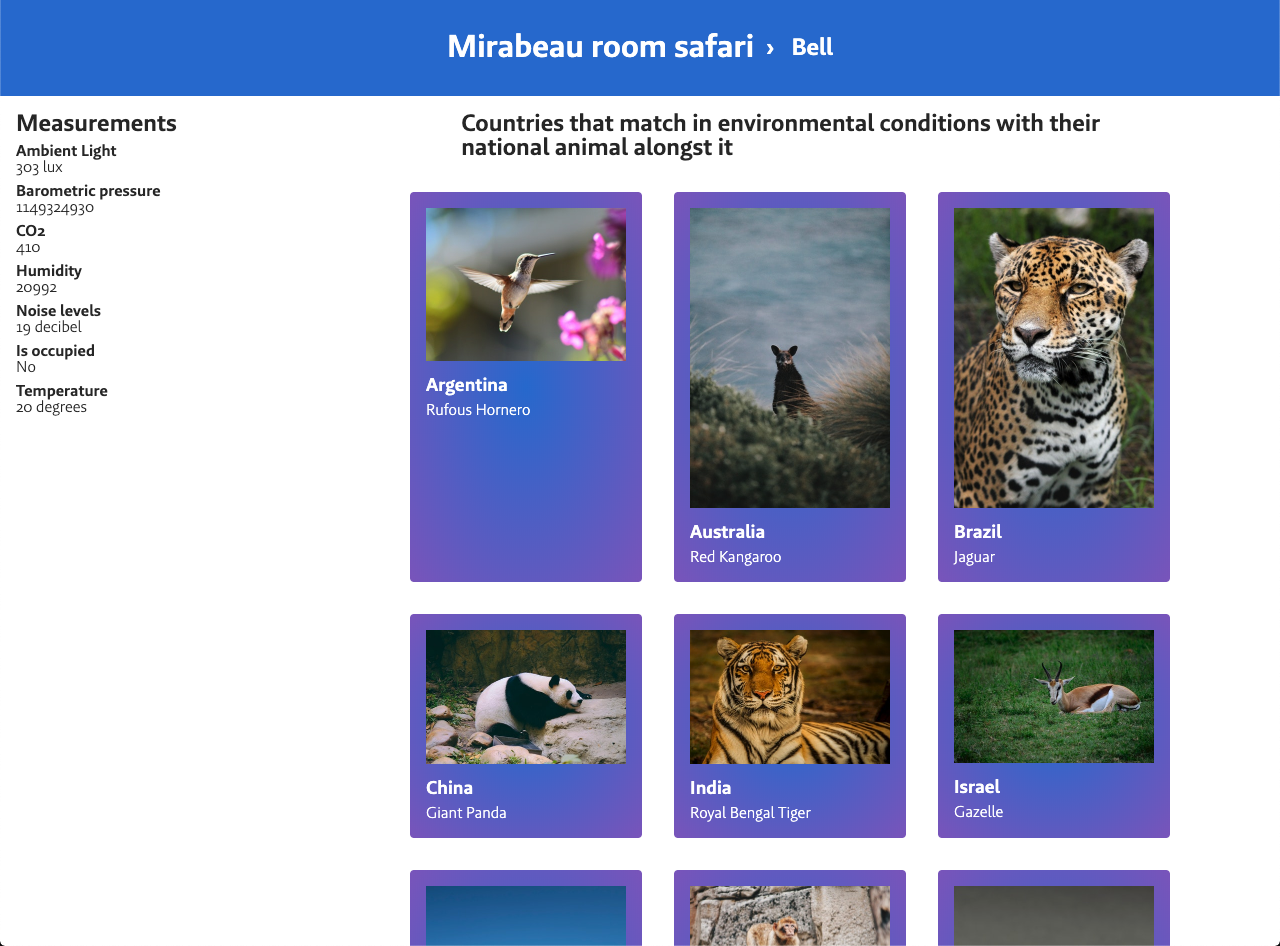 Mirabeau room safari › Bell
Measurements
Ambient Light
303 lux
Barometric pressure
1149324930
CO2
410
Humidity
20992
Noise levels
19 decibel
Is occupied
No
Temperature
20 degrees
Countries that match in environmental conditions with their
national animal alongst it
Argentina
Rufous Hornero
Australia
Red Kangaroo
Brazil
Jaguar
China
Giant Panda
India
Royal Bengal Tiger
Israel
Gazelle